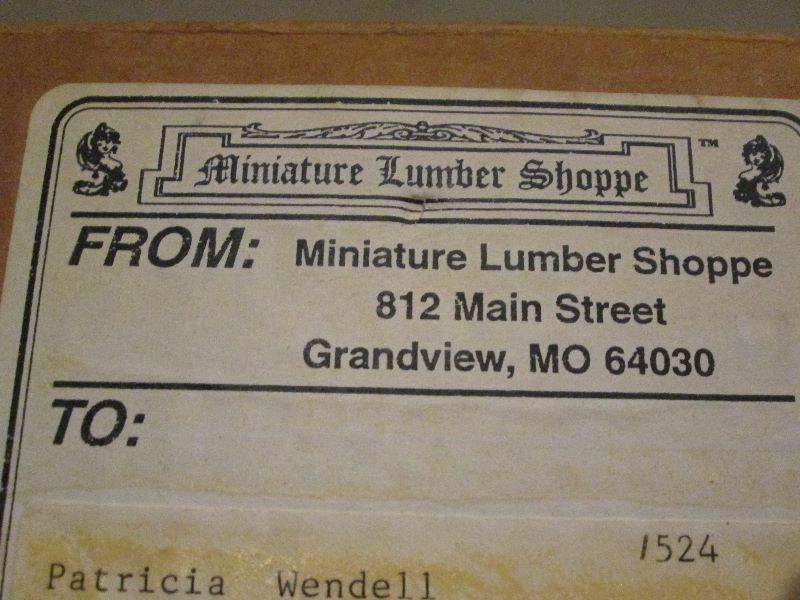 Miniature Lumber Shoppe ™
FROM: Miniature Lumber Shoppe
812 Main Street
Grandview, MO 64030
TO:
1524
Patricia Wendell